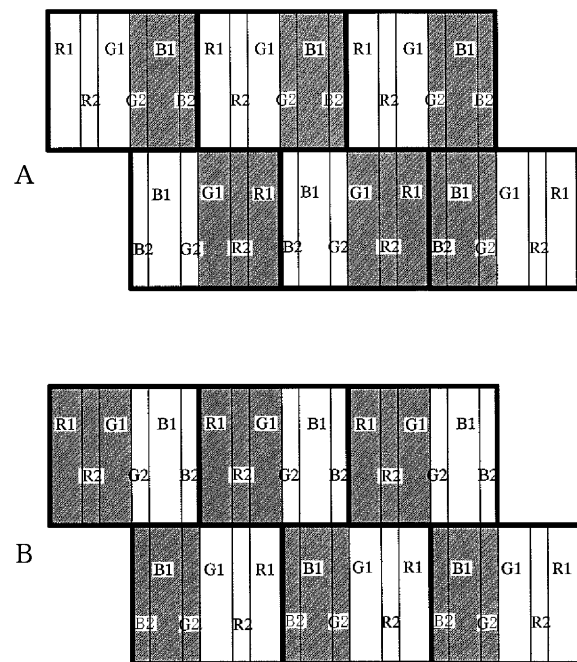 R1 G1 B1 R1 G1 B1 R1 G1 B1
R2 G2 B2 R2 G2 B2 R2 G2 B2
A
B1 G1 R1 B1 G1 R1 B1 G1 R1
B2 G2 R2 B2 G2 R2 B2 G2 R2
R1 G1 B1 R1 G1 B1 R1 G1 B1
R2 G2 B2 R2 G2 B2 R2 G2 B2
B
B1 G1 R1 B1 G1 R1 B1 G1 R1
B2 G2 R2 B2 G2 R2 B2 G2 R2